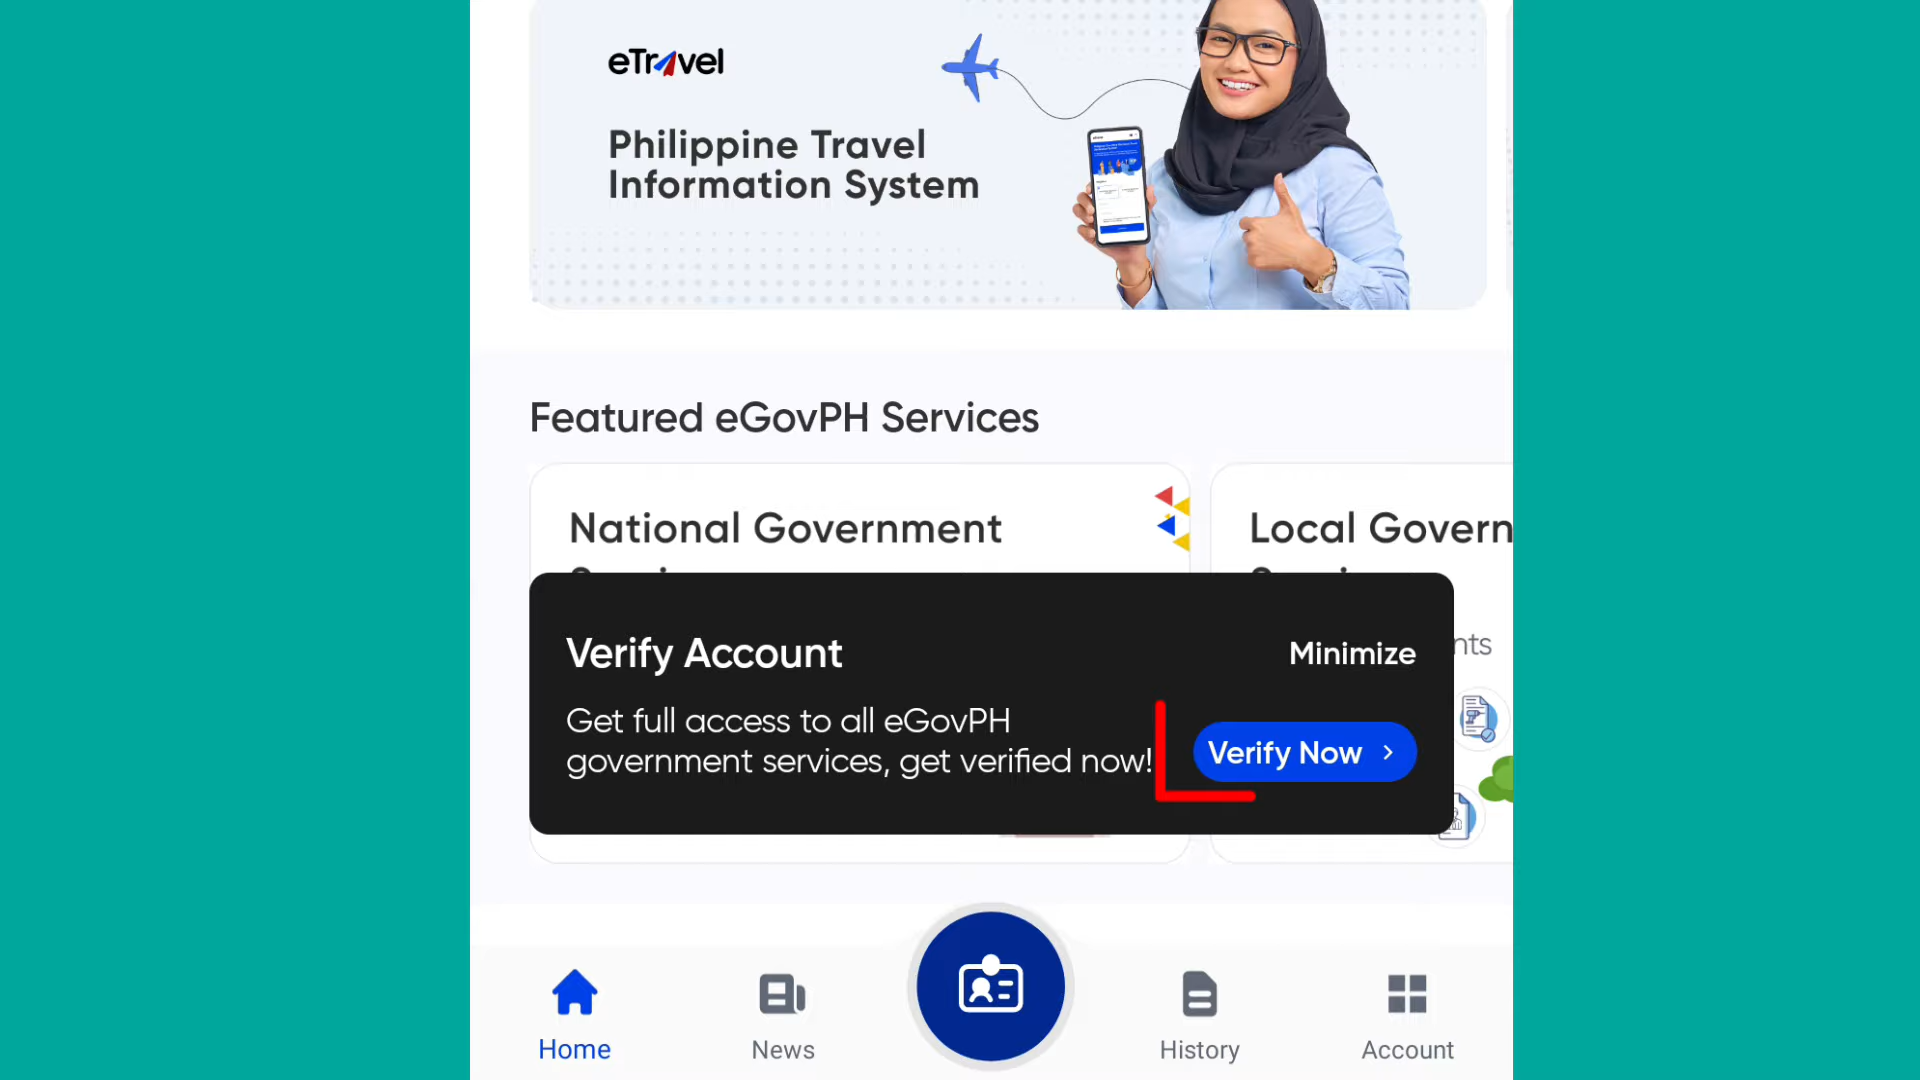 eTravel
Philippine Travel
Information System
Featured eGovPH Services
National Government
Local Govern
Verify Account
Minimize
nts
Get full access to all eGovPH
government services, get verified now!
Verify Now
Home
News
History
Account